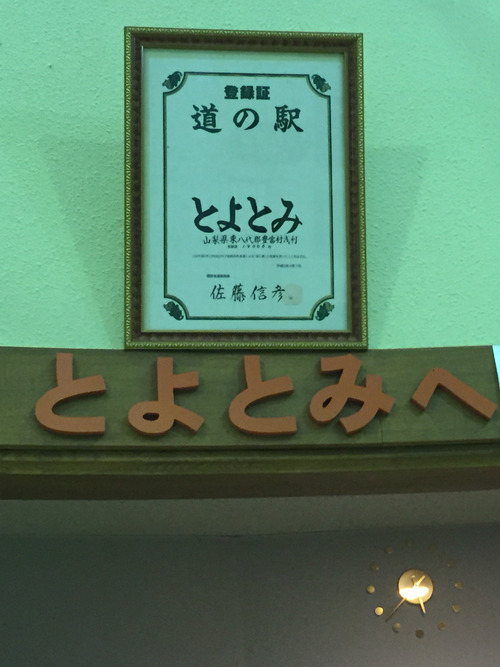 登録証
道の駅
とよとみ
山梨県東八代郡豊富村浅利
佐藤信彦
とよとみへ